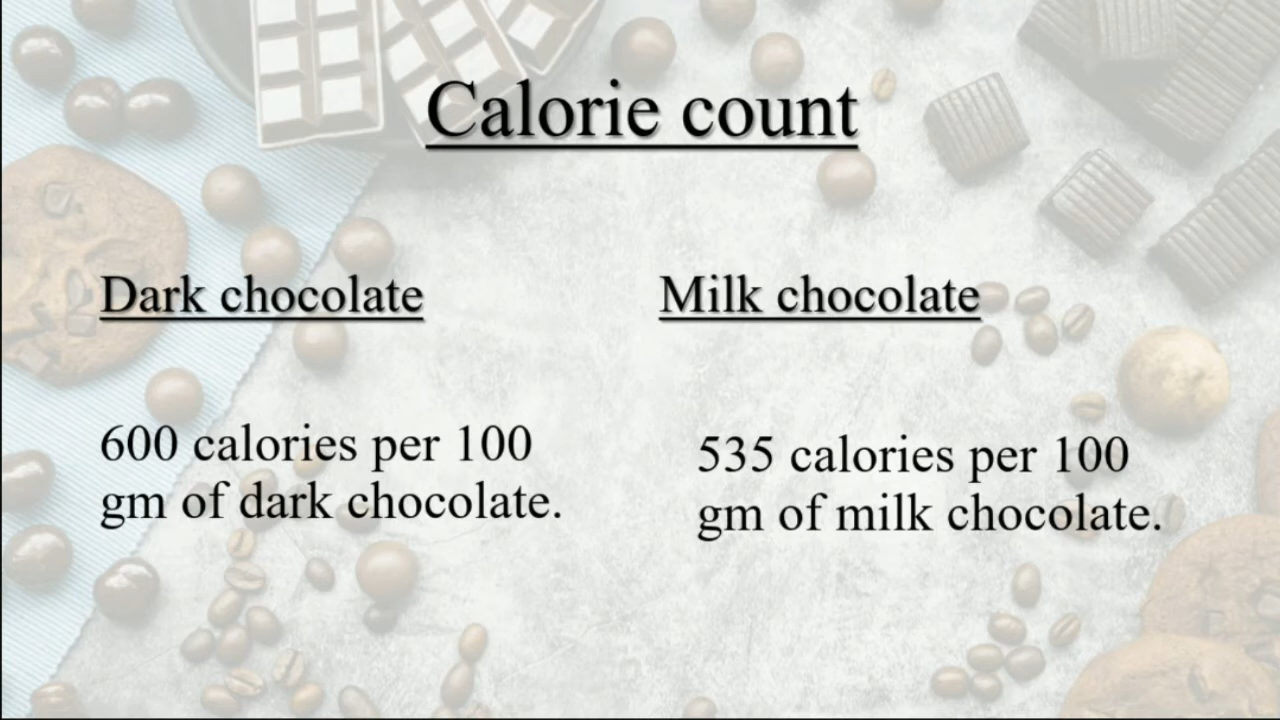 Calorie count
Dark chocolate
600 calories per 100
gm of dark chocolate.
Milk chocolate
535 calories per 100
gm of milk chocolate.